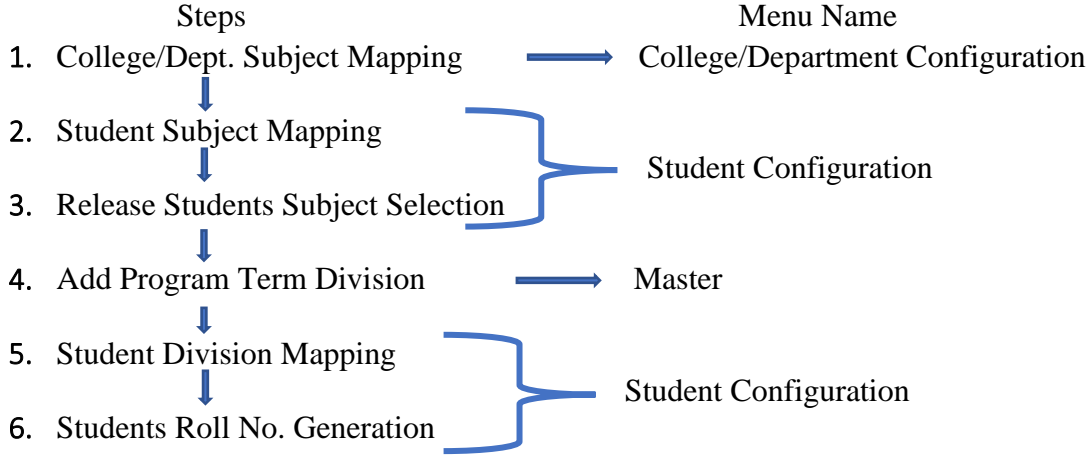 Steps Menu Name
1. College/Dept. Subject Mapping College/Department Configuration
2. Student Subject Mapping
Student Configuration
3. Release Students Subject Selection
4. Add Program Term Division Master
5. Student Division Mapping
Student Configuration
6. Students Roll No. Generation